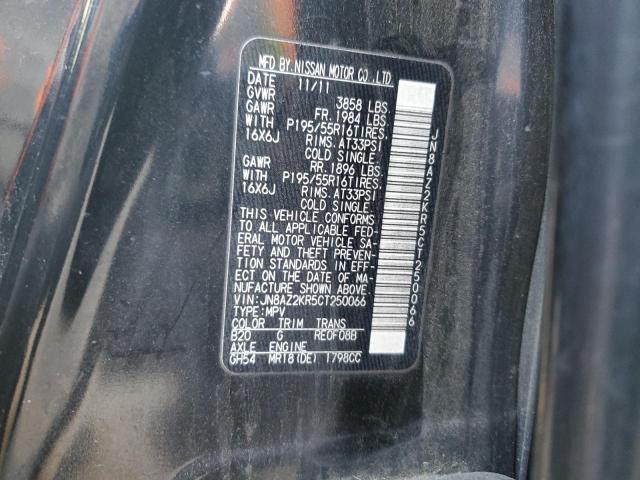 MFD BY.NISSAN MOTOR CO.,LTD.
DATE 11/11
GVWR 3858 LBS.
GAWR FR. 1984 LBS.
WITH P195/55R16TIRES,
16X6J RIMS.AT33PSI
COLD SINGLE.
GAWR RR. 1896 LBS.
WITH P195/55R16TIRES,
16X6J RIMS.AT33PSI
COLD SINGLE.
THIS VEHICLE CONFORMS
TO ALL APPLICABLE FED-
ERAL MOTOR VEHICLE SA-
FETY AND THEFT PREV-
ENTION STANDARDS IN EFF-
ECT ON THE DATE OF MA-
NUFACTURE SHOWN ABOVE.
VIN:JN8AZ2KR5CT250066
TYPE:MPV
COLOR TRIM TRANS
B20 G RE0F08B
AXLE ENGINE
GH54 MR18(DE) 1798CC
JN8AZ2KR5CT250066